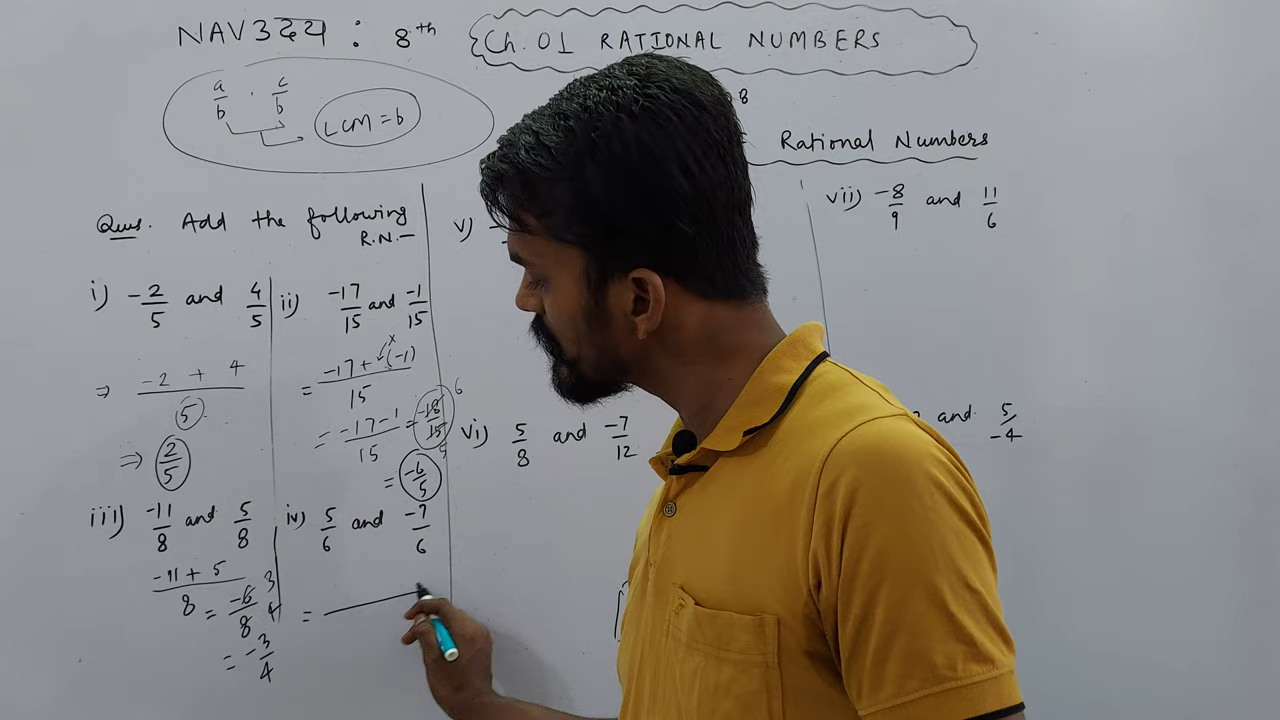 NAV3224 : 8th
Ch. 01 RATIONAL NUMBERS
a/b . c/b
LCM = b
8
Rational Numbers
Ques. Add the following
R.N.—
i) -2/5 and 4/5
⇒ -2 + 4 / 5
⇒ 2/5
ii) -17/15 and -1/15
= -17 + (-1) / 15
= -17-1 / 15 = -18/15
= -6/5
iii) -11/8 and 5/8
-11 + 5 / 8 = -6/8
= -3/4
iv) 5/6 and -7/6
=
v)
vi) 5/8 and -7/12
vii) -8/9 and 11/6
and 5/-4